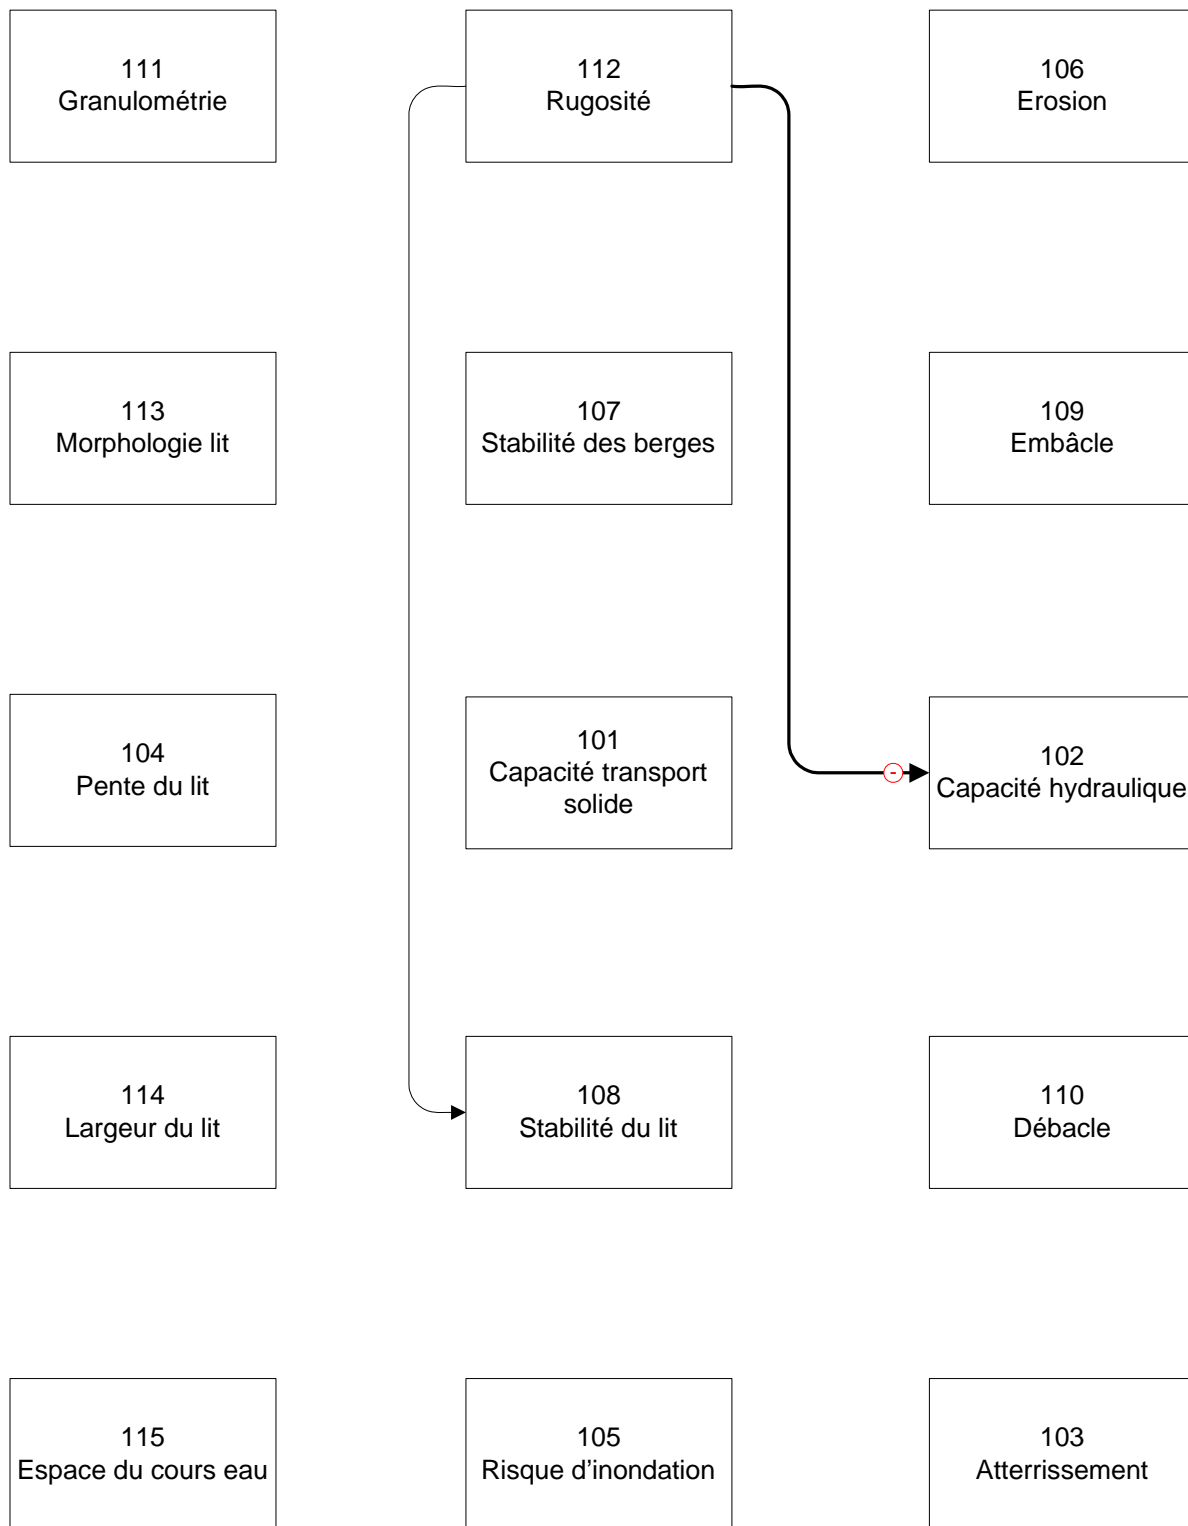 111
Granulométrie
112
Rugosité
106
Erosion
113
Morphologie lit
107
Stabilité des berges
109
Embâcle
104
Pente du lit
101
Capacité transport
solide
-
102
Capacité hydraulique
114
Largeur du lit
108
Stabilité du lit
110
Débacle
115
Espace du cours eau
105
Risque d’inondation
103
Atterrissement